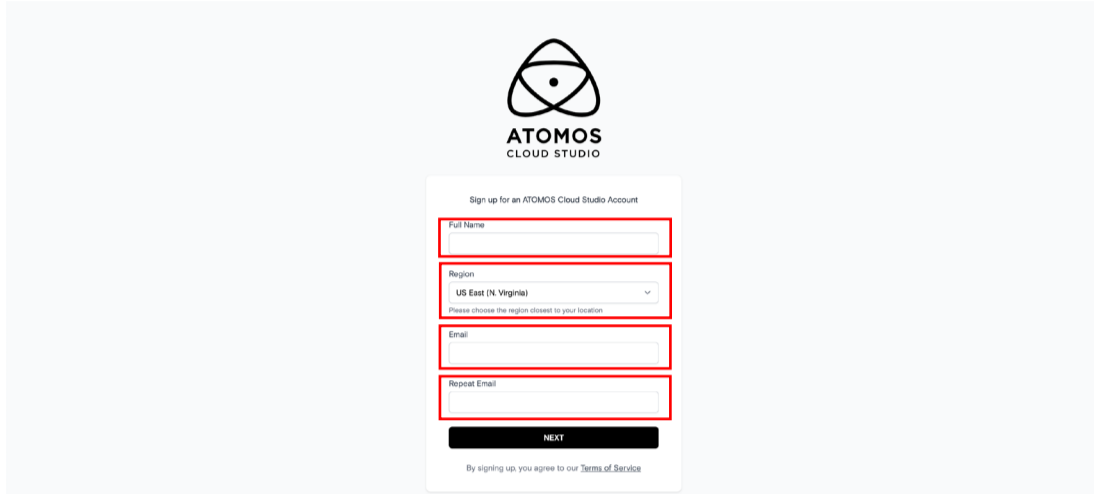 ATOMOS
CLOUD STUDIO
Sign up for an ATOMOS Cloud Studio Account
Full Name
Region
US East (N. Virginia)
Please choose the region closest to your location
Email
Repeat Email
NEXT
By signing up, you agree to our Terms of Service